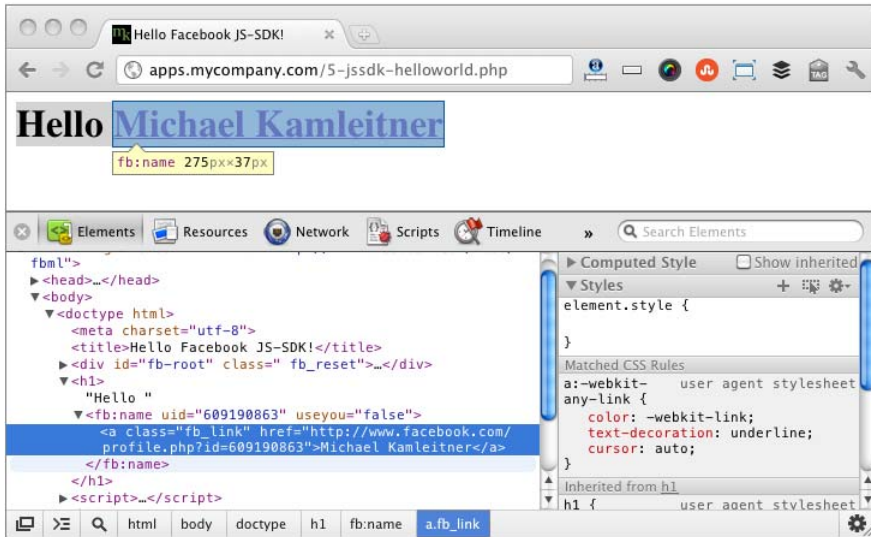 Hello Facebook JS-SDK!
apps.mycompany.com/5-jssdk-helloworld.php
TAG
Hello Michael Kamleitner
fb:name 275px×37px
Elements Resources Network Scripts Timeline » Search Elements
fbml">
▶<head>…</head>
▼<body>
▼<doctype html>
<meta charset="utf-8">
<title>Hello Facebook JS-SDK!</title>
▶<div id="fb-root" class=" fb_reset">…</div>
▼<h1>
"Hello "
▼<fb:name uid="609190863" useyou="false">
<a class="fb_link" href="http://www.facebook.com/
profile.php?id=609190863">Michael Kamleitner</a>
</fb:name>
</h1>
▶<script>…</script>
▶ Computed Style Show inherited
▼ Styles
element.style {
}
Matched CSS Rules
a:-webkit-any-link { user agent stylesheet
color: -webkit-link;
text-decoration: underline;
cursor: auto;
}
Inherited from h1
h1 { user agent stylesheet
html body doctype h1 fb:name a.fb_link